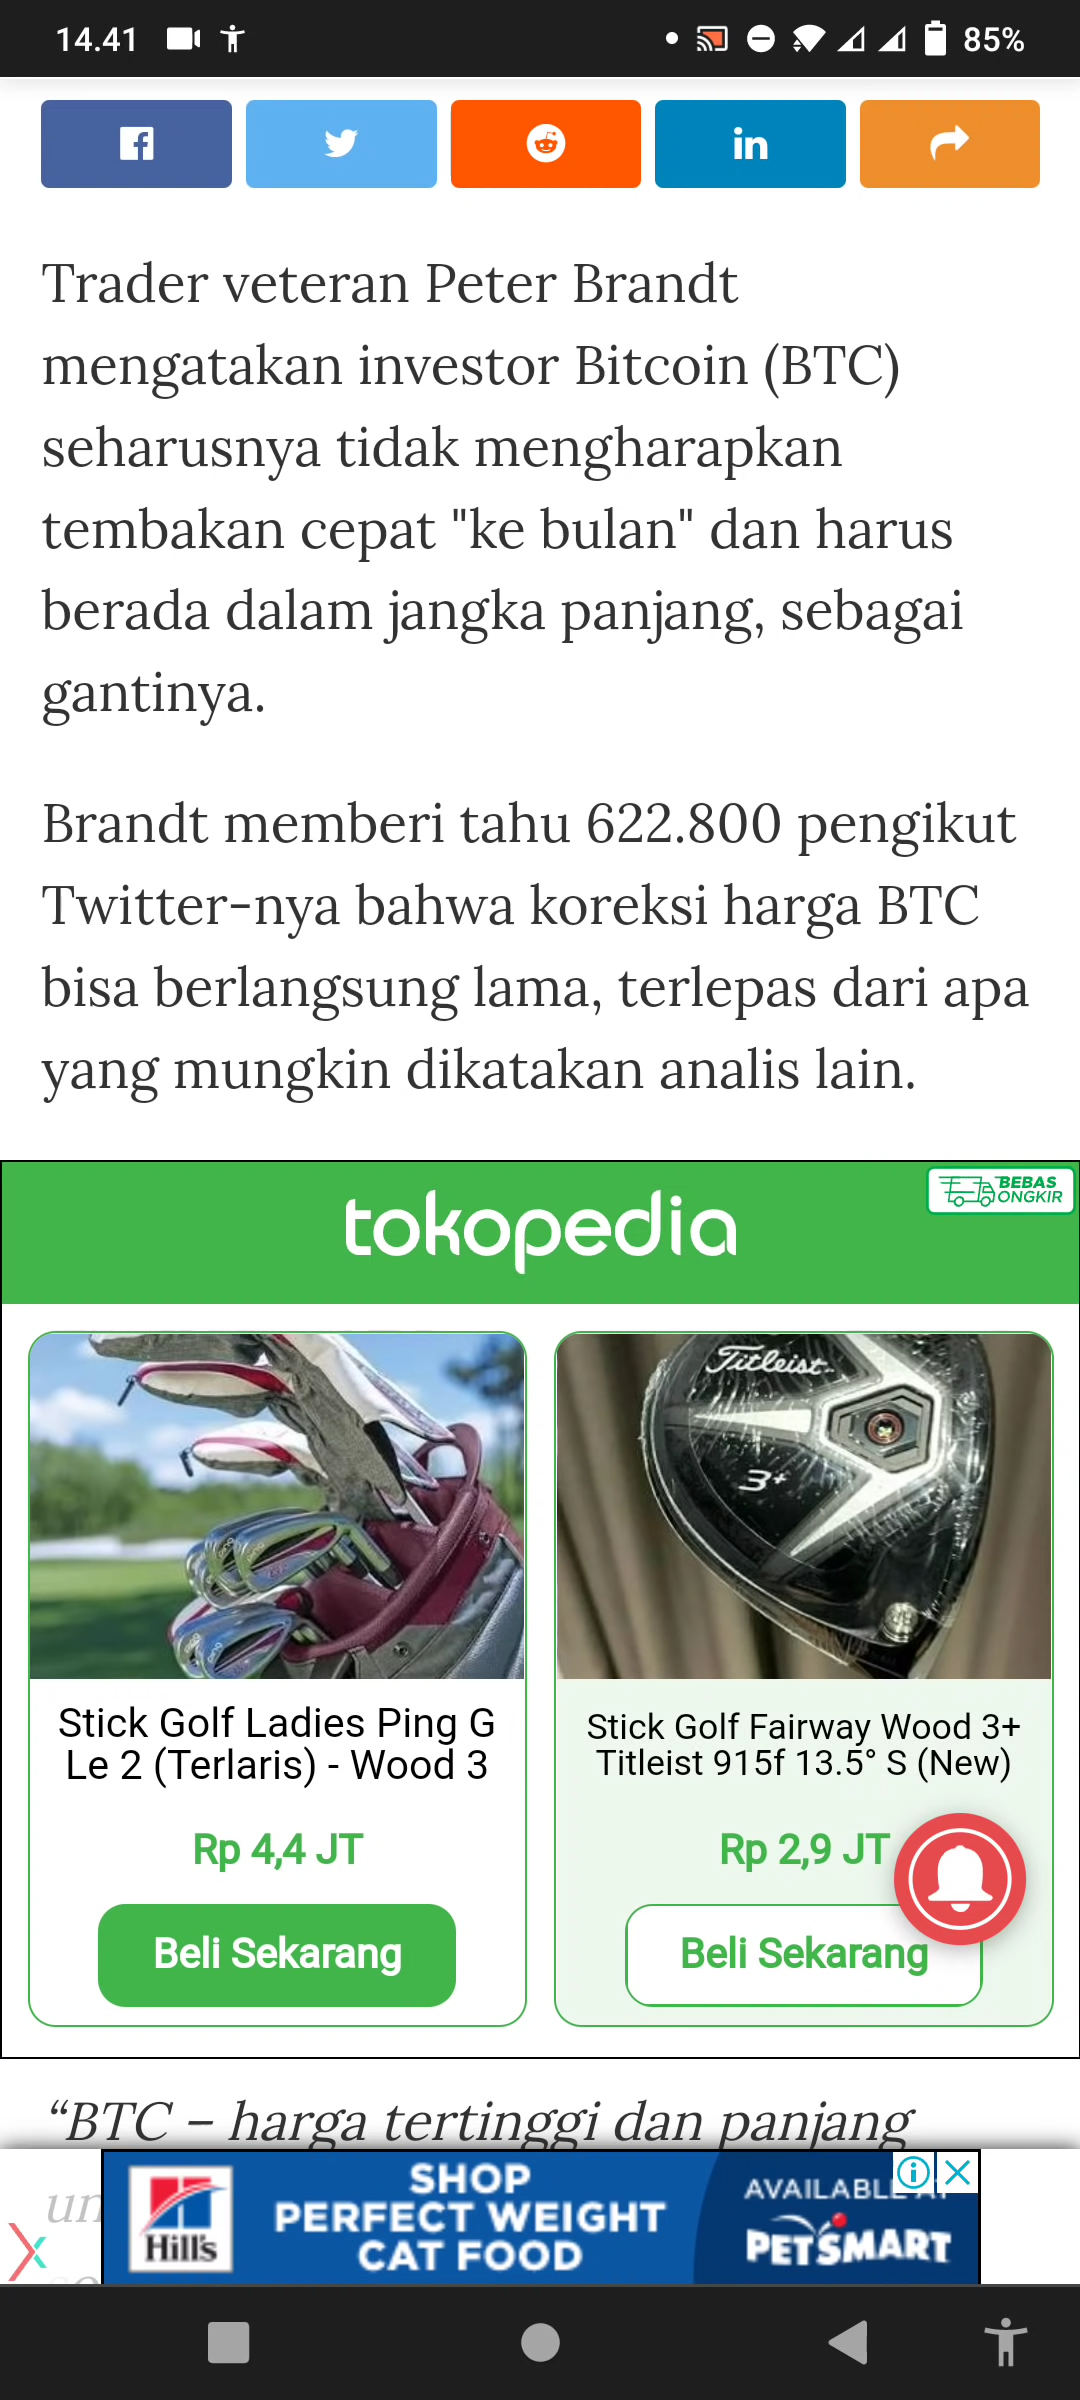 14.41
85%
Trader veteran Peter Brandt
mengatakan investor Bitcoin (BTC)
seharusnya tidak mengharapkan
tembakan cepat "ke bulan" dan harus
berada dalam jangka panjang, sebagai
gantinya.
Brandt memberi tahu 622.800 pengikut
Twitter-nya bahwa koreksi harga BTC
bisa berlangsung lama, terlepas dari apa
yang mungkin dikatakan analis lain.
tokopedia
BEBAS
ONGKIR
Titleist
3+
Stick Golf Ladies Ping G
Le 2 (Terlaris) - Wood 3
Rp 4,4 JT
Beli Sekarang
Stick Golf Fairway Wood 3+
Titleist 915f 13.5° S (New)
Rp 2,9 JT
Beli Sekarang
“BTC – harga tertinggi dan panjang
un
Hill's
SHOP
PERFECT WEIGHT
CAT FOOD
AVAILABLE AT
PETSMART